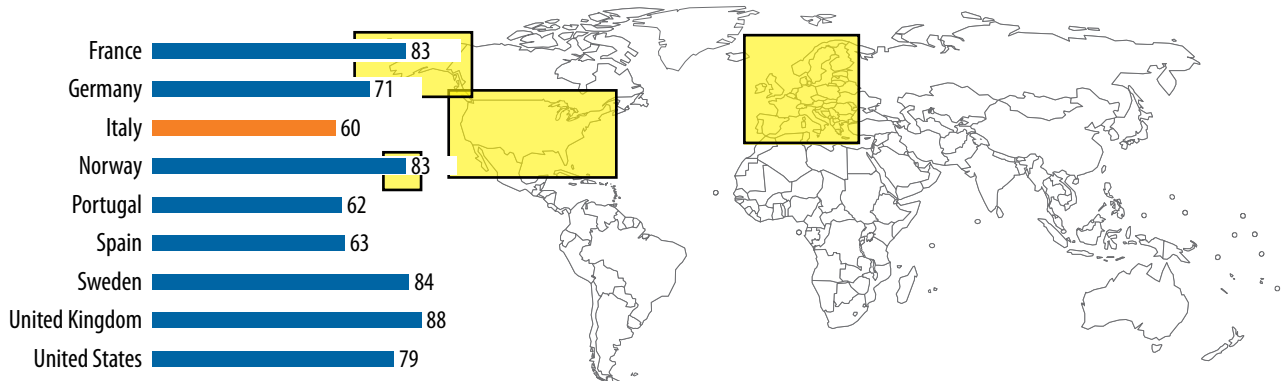 France 83
Germany 71
Italy 60
Norway 83
Portugal 62
Spain 63
Sweden 84
United Kingdom 88
United States 79